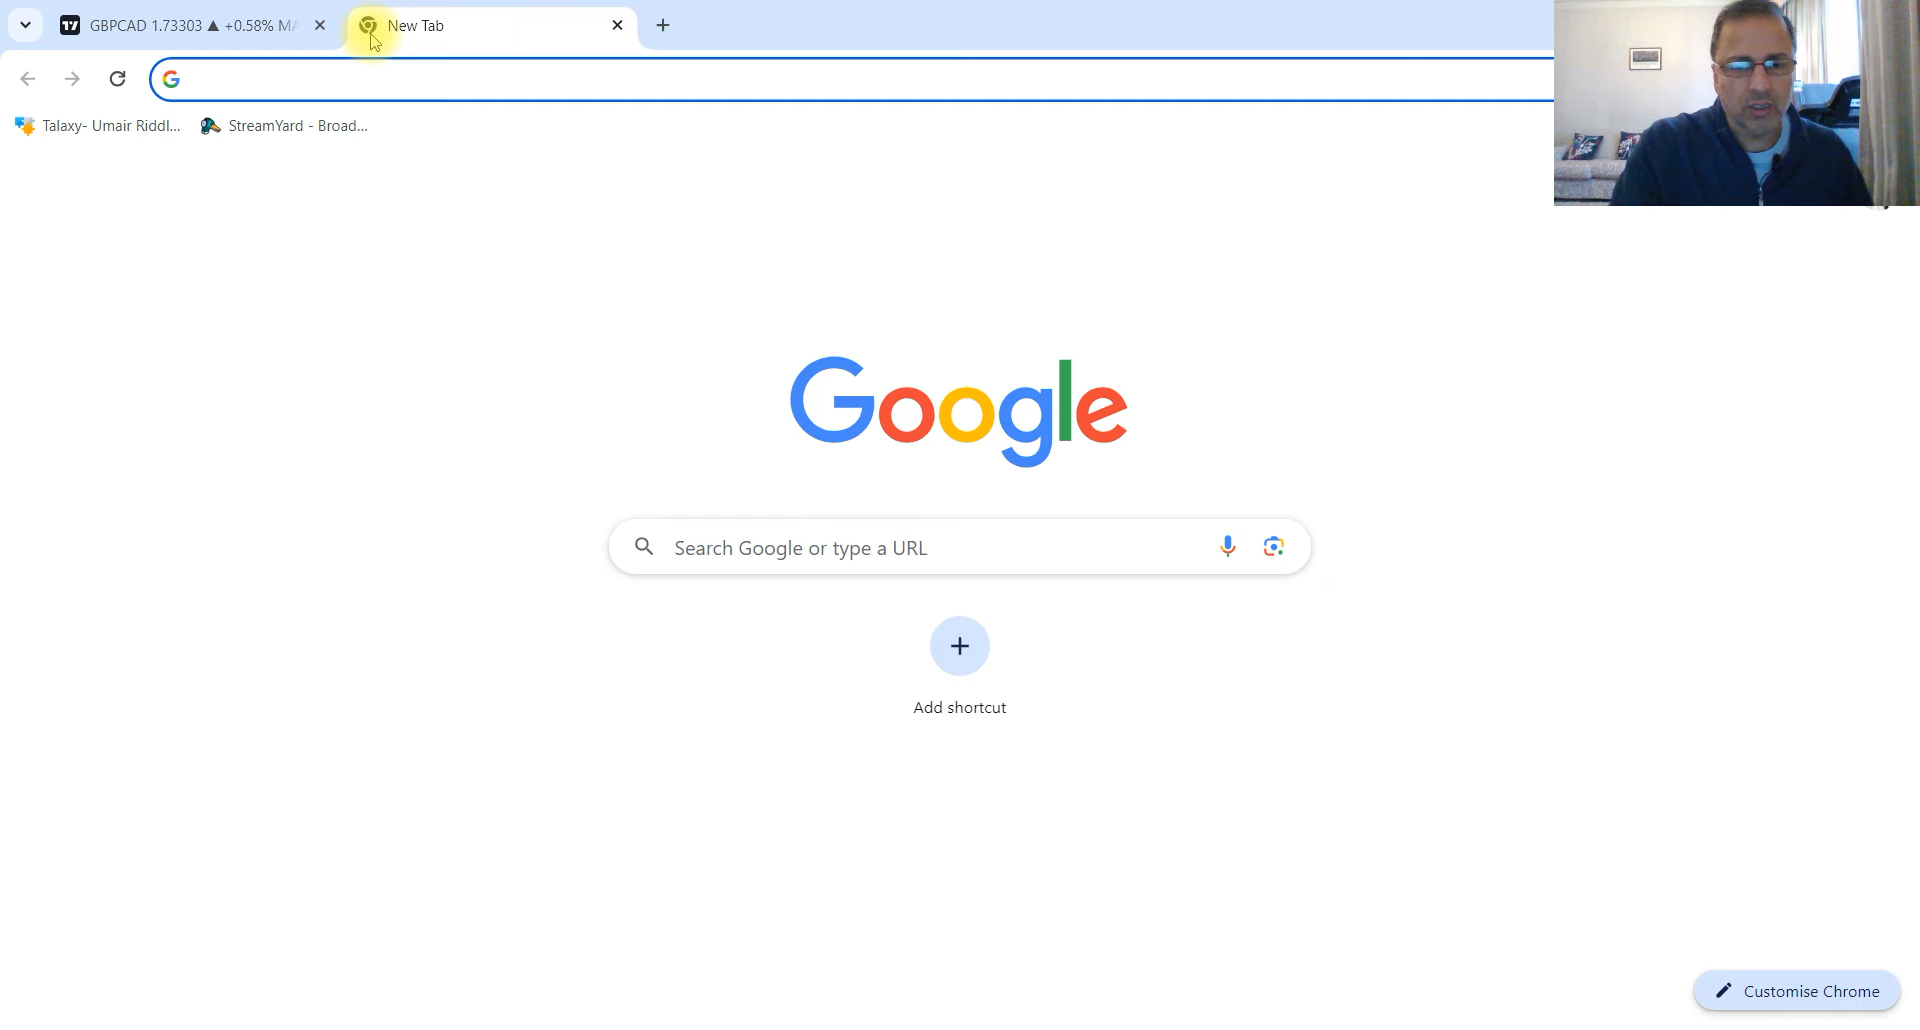 GBPCAD 1.73303 ▲ +0.58% MA
New Tab
Talaxy- Umair Riddl...
StreamYard - Broad...
Google
Search Google or type a URL
Add shortcut
Customise Chrome